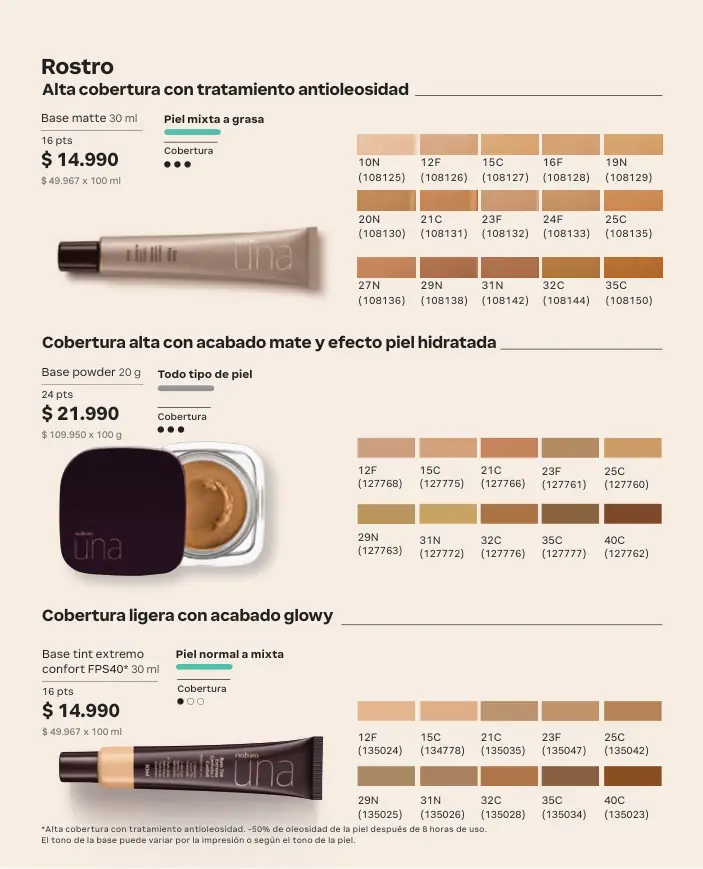 Rostro
Alta cobertura con tratamiento antioleosidad
Base matte 30 ml
16 pts
$ 14.990
$ 49.967 x 100 ml
Piel mixta a grasa
Cobertura
10N 12F 15C 16F 19N
(108125) (108126) (108127) (108128) (108129)
20N 21C 23F 24F 25C
(108130) (108131) (108132) (108133) (108135)
27N 29N 31N 32C 35C
(108136) (108138) (108142) (108144) (108150)
una
Cobertura alta con acabado mate y efecto piel hidratada
Base powder 20 g
24 pts
$ 21.990
$ 109.950 x 100 g
Todo tipo de piel
Cobertura
12F 15C 21C 23F 25C
(127768) (127775) (127766) (127761) (127760)
29N 31N 32C 35C 40C
(127763) (127772) (127776) (127777) (127762)
natura
una
Cobertura ligera con acabado glowy
Base tint extremo
confort FPS40* 30 ml
16 pts
$ 14.990
$ 49.967 x 100 ml
Piel normal a mixta
Cobertura
12F 15C 21C 23F 25C
(135024) (134778) (135035) (135047) (135042)
29N 31N 32C 35C 40C
(135025) (135026) (135028) (135034) (135023)
natura
una
*Alta cobertura con tratamiento antioleosidad. -50% de oleosidad de la piel después de 8 horas de uso.
El tono de la base puede variar por la impresión o según el tono de la piel.